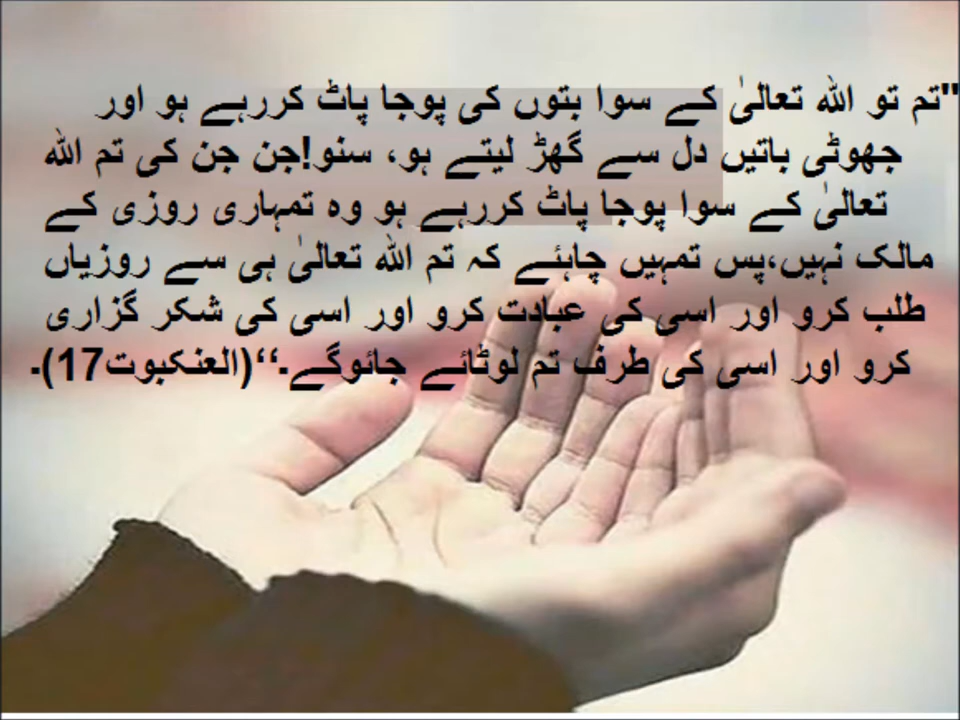 "تم تو اللہ تعالیٰ کے سوا بتوں کی پوجا پاٹ کررہے ہو اور
جھوٹی باتیں دل سے گھڑ لیتے ہو، سنو!جن جن کی تم اللہ
تعالیٰ کے سوا پوجا پاٹ کررہے ہو وہ تمہاری روزی کے
مالک نہیں،پس تمہیں چاہئے کہ تم اللہ تعالیٰ ہی سے روزیاں
طلب کرو اور اسی کی عبادت کرو اور اسی کی شکر گزاری
کرو اور اسی کی طرف تم لوٹائے جائوگے۔‘‘(العنکبوت17)۔